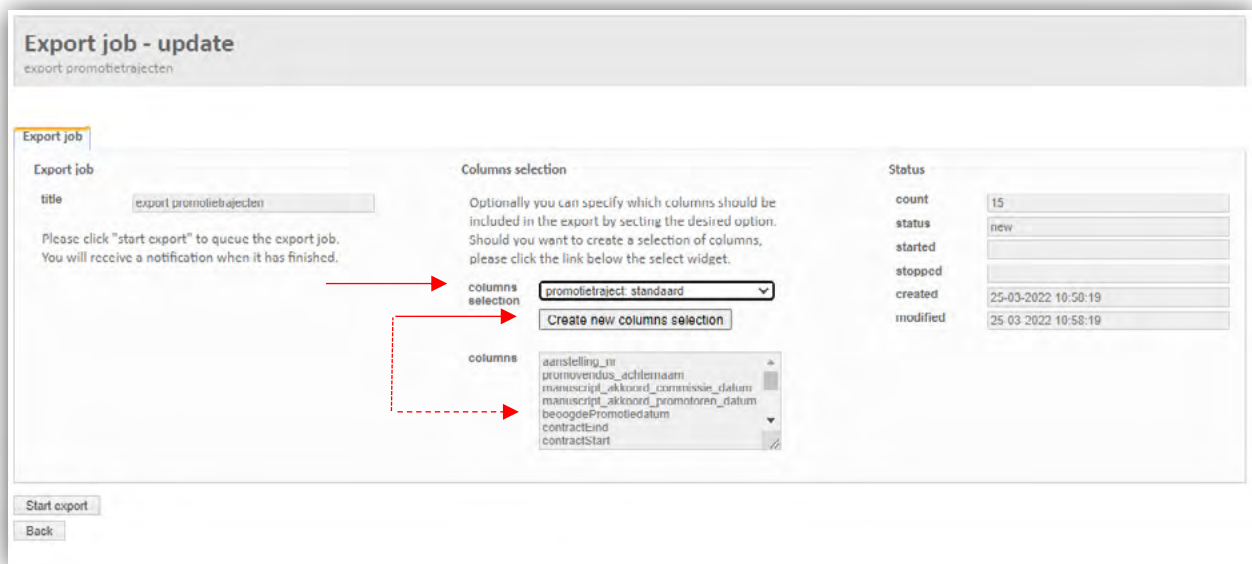 Export job - update
export promotietrajecten
Export job
Export job
title
export promotietrajecten
Please click "start export" to queue the export job.
You will receive a notification when it has finished.
Columns selection
Optionally you can specify which columns should be
included in the export by secting the desired option.
Should you want to create a selection of columns,
please click the link below the select widget.
columns
selection
promotietraject: standaard
Create new columns selection
columns
aanstelling_nr
promovendus_achternaam
manuscript_akkoord_commissie_datum
manuscript_akkoord_promotoren_datum
beoogdePromotiedatum
contractEind
contractStart
Status
count
15
status
new
started
stopped
created
25-03-2022 10:58:19
modified
25-03-2022 10:58:19
Start export
Back